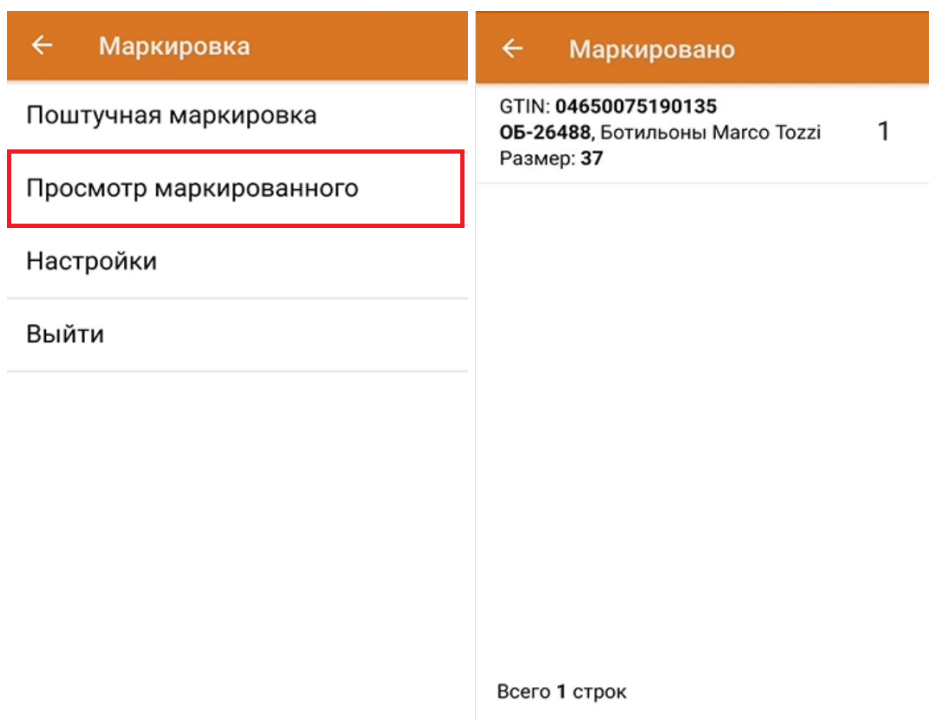 Маркировка
Поштучная маркировка
Просмотр маркированного
Настройки
Выйти
Маркировано
GTIN: 04650075190135
ОБ-26488, Ботильоны Marco Tozzi
Размер: 37
1
Всего 1 строк